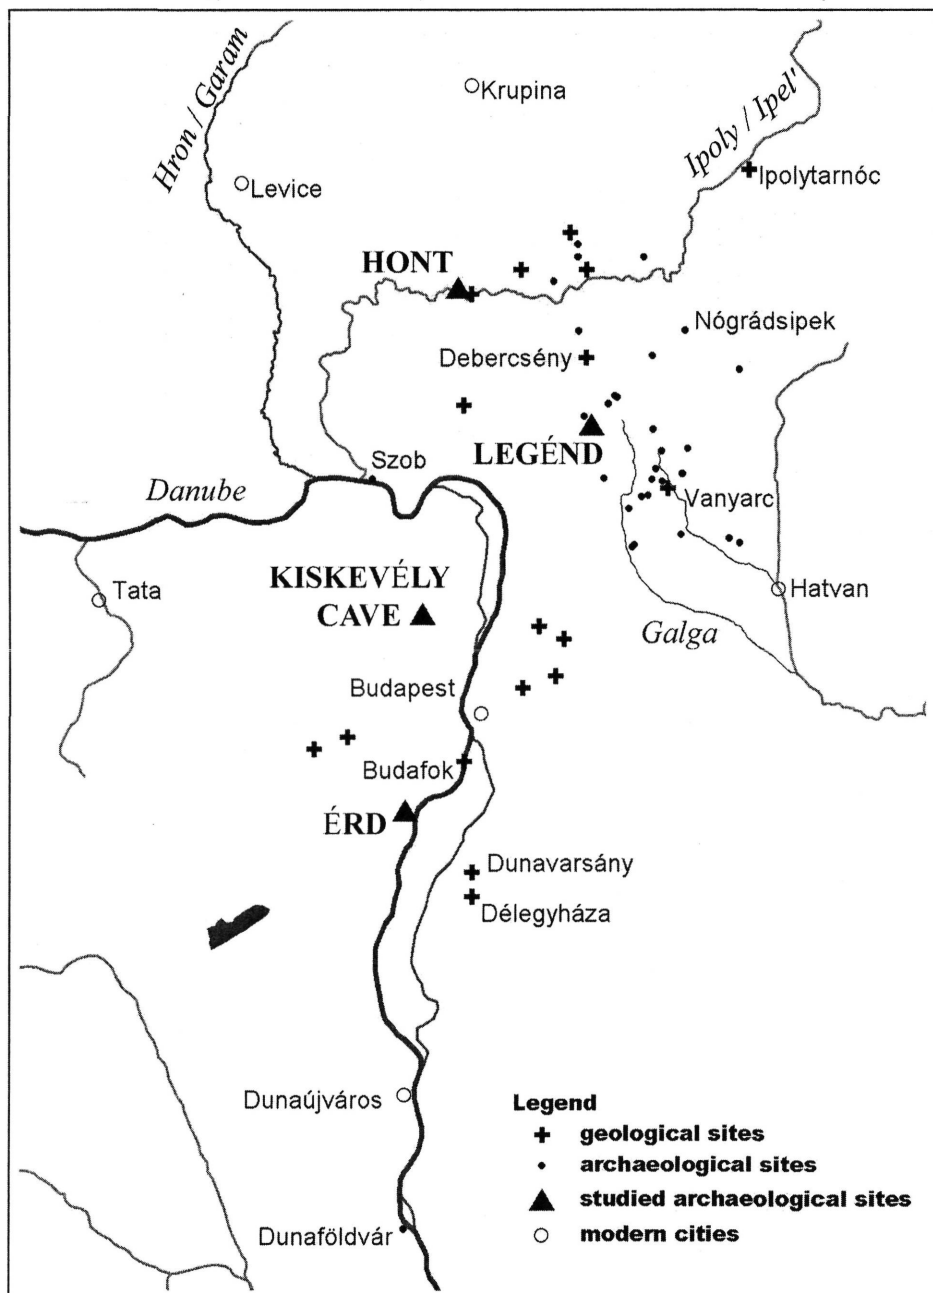 Krupina
Hron / Garam
Ipoly / Ipel'
Levice
Ipolytarnóc
HONT
Nógrádsipek
Debercsény
LEGÉND
Szob
Danube
Vanyarc
KISKEVÉLY
CAVE
Tata
Hatvan
Galga
Budapest
Budafok
ÉRD
Dunavarsány
Délegyháza
Dunaújváros
Dunaföldvár
Legend
geological sites
archaeological sites
studied archaeological sites
modern cities